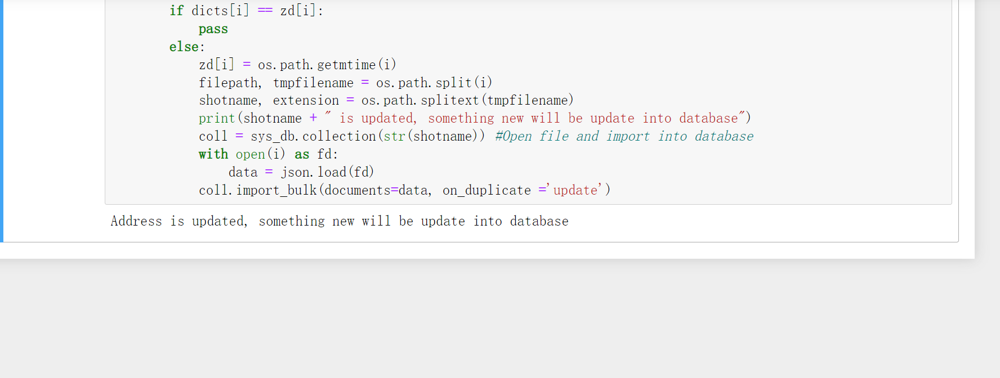 if dicts[i] == zd[i]:
pass
else:
zd[i] = os.path.getmtime(i)
filepath, tmpfilename = os.path.split(i)
shotname, extension = os.path.splitext(tmpfilename)
print(shotname + " is updated, something new will be update into database")
coll = sys_db.collection(str(shotname)) #Open file and import into database
with open(i) as fd:
data = json.load(fd)
coll.import_bulk(documents=data, on_duplicate ='update')
Address is updated, something new will be update into database